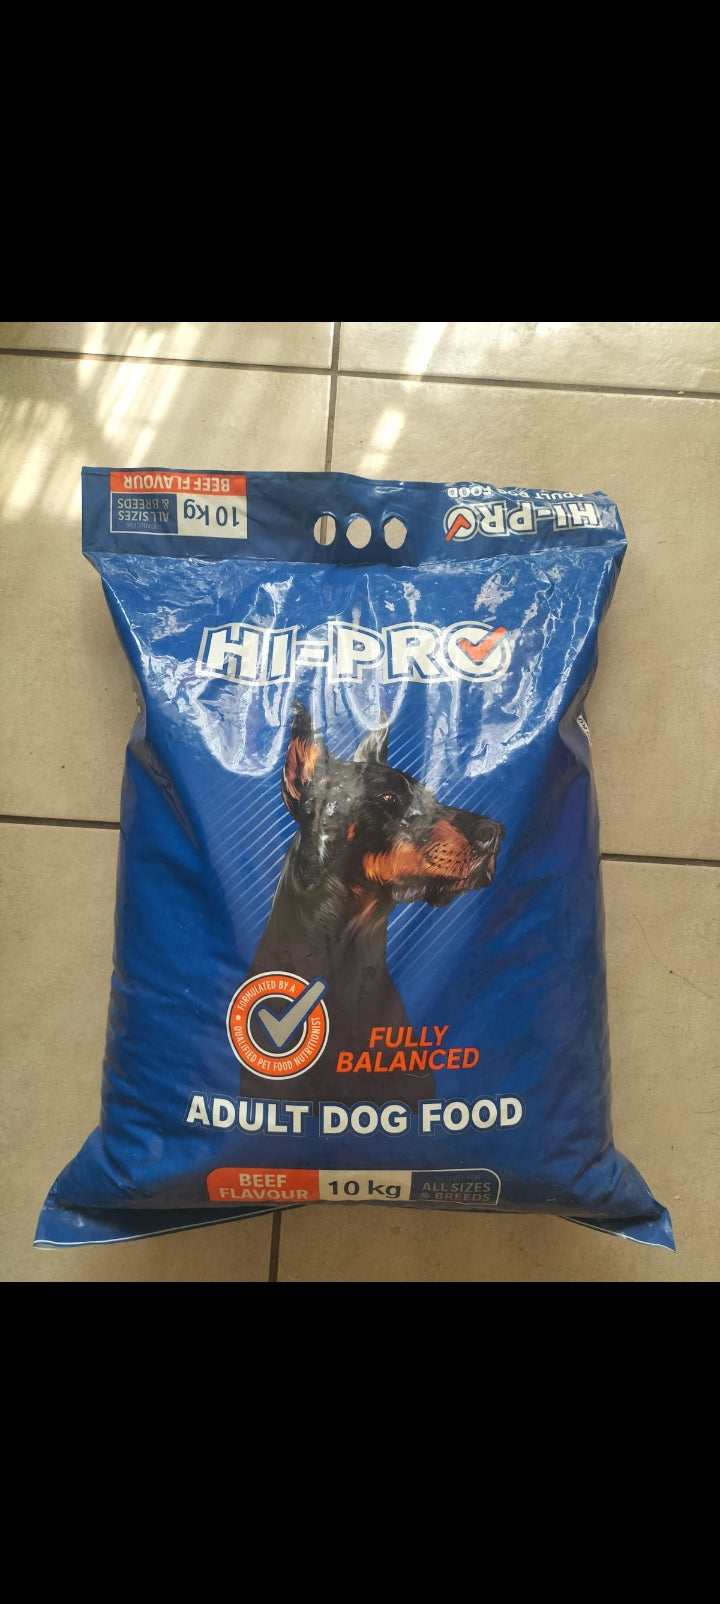 BEEF FLAVOUR
10 kg
ALL SIZES
& BREEDS
HI-PRO
ADULT DOG FOOD
HI-PRO
FORMULATED BY A
QUALIFIED PET FOOD NUTRITIONIST
FULLY
BALANCED
ADULT DOG FOOD
BEEF
FLAVOUR
10 kg
ALL SIZES
& BREEDS